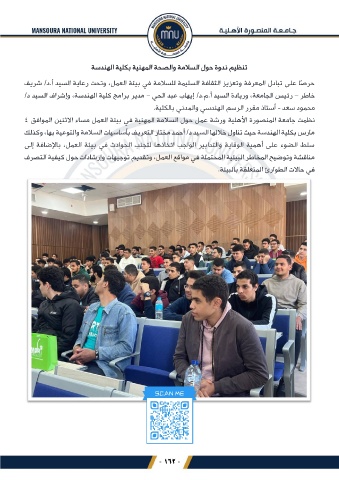 MANSOURA NATIONAL UNIVERSITY
جـامـعـة المنصـورة الأهـليـة
تنظيم ندوة حول السلامة والصحة المهنية بكلية الهندسة
حرصًا على تبادل المعرفة وتعزيز الثقافة السليمة للسلامة في بيئة العمل، وتحت رعاية السيد أ.د/ شريف
خاطر – رئيس الجامعة، وريادة السيد أ.م.د/ إيهاب عبد الحي – مدير برامج كلية الهندسة، وإشراف السيد د/
محمود سعد - أستاذ مقرر الرسم الهندسي والمدني بالكلية.
نظمت جامعة المنصورة الأهلية ورشة عمل حول السلامة المهنية في بيئة العمل مساء الإثنين الموافق ٤
مارس بكلية الهندسة حيث تناول خلالها السيد د/ أحمد مختار التعريف بأساسيات السلامة والتوعية بها، وكذلك
سلط الضوء على أهمية الوقاية والتدابير الواجب اتخاذها لتجنب الحوادث في بيئة العمل، بالإضافة إلى
مناقشة وتوضيح المخاطر البيئية المحتملة في مواقع العمل، وتقديم توجيهات وإرشادات حول كيفية التصرف
في حالات الطوارئ المتعلقة بالبيئة.
SCAN ME
- ١٦٢ -